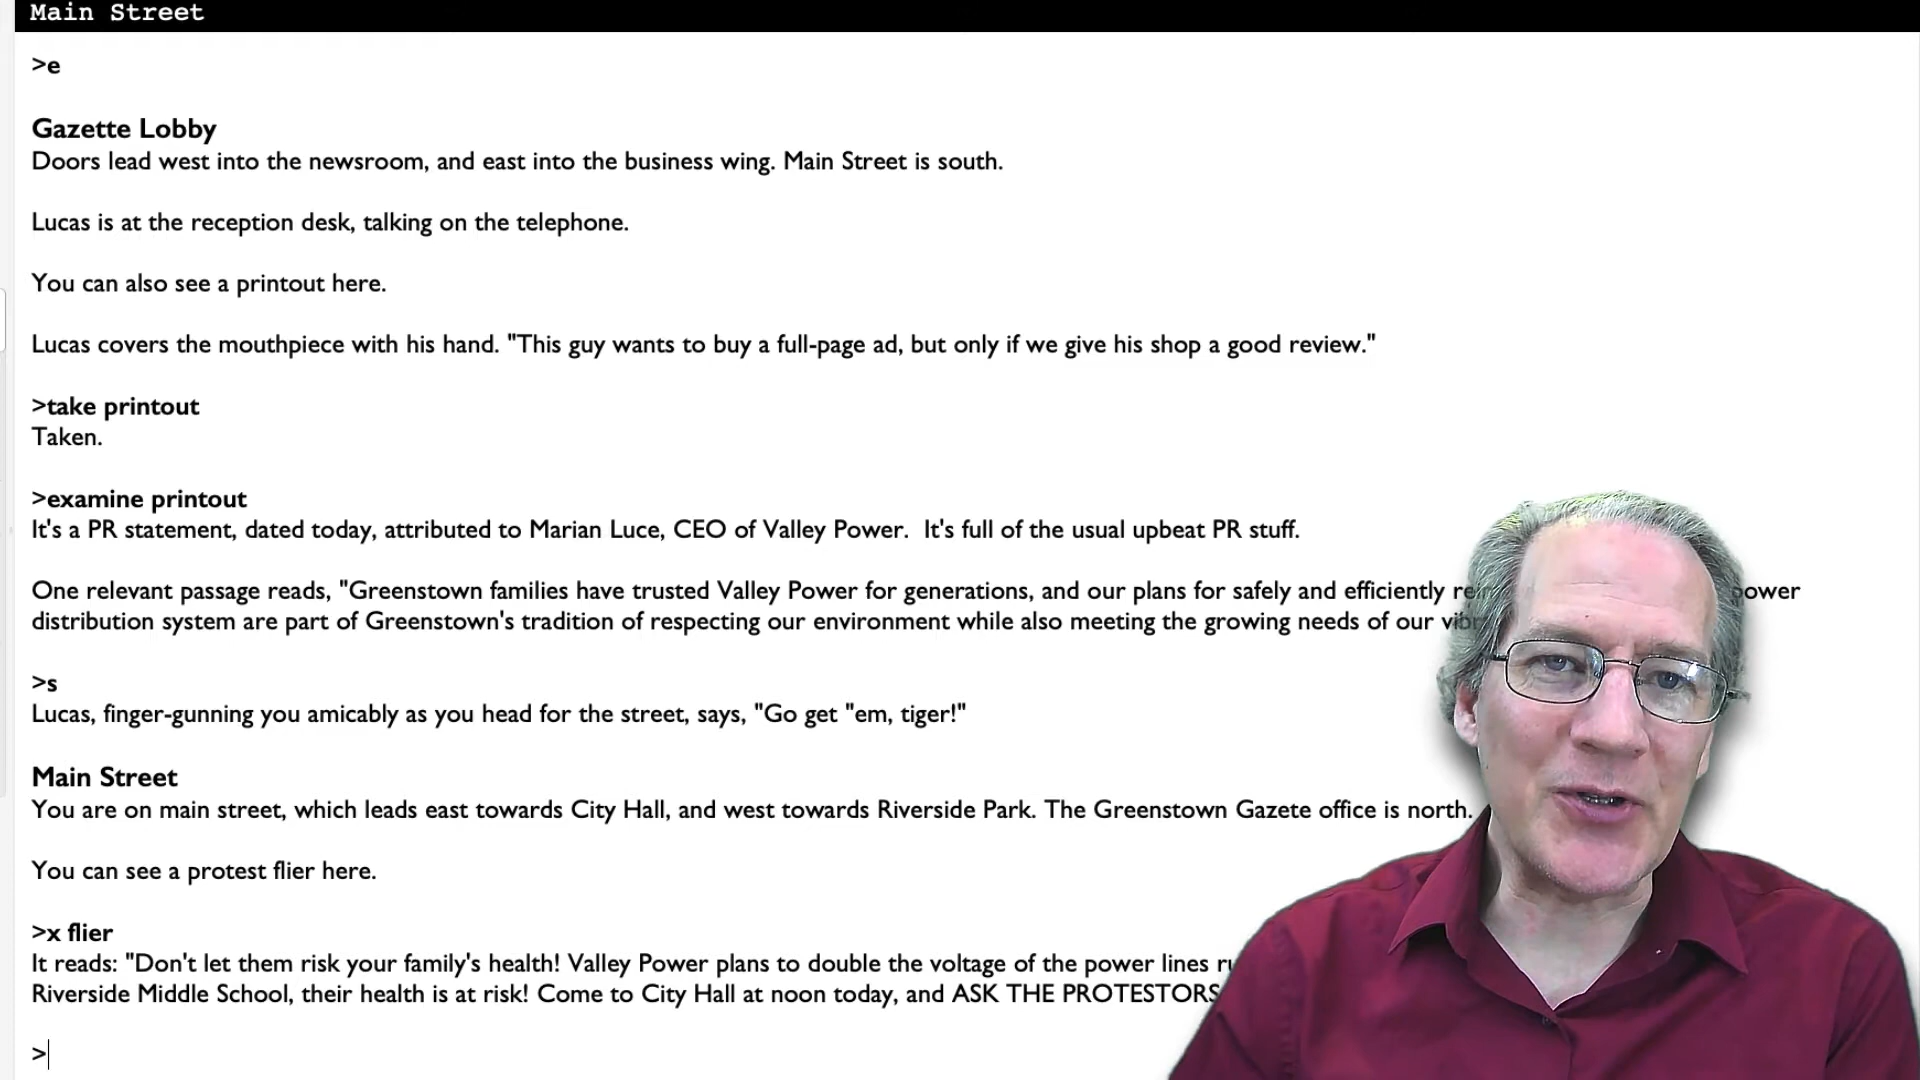 Main Street
>e
Gazette Lobby
Doors lead west into the newsroom, and east into the business wing. Main Street is south.
Lucas is at the reception desk, talking on the telephone.
You can also see a printout here.
Lucas covers the mouthpiece with his hand. "This guy wants to buy a full-page ad, but only if we give his shop a good review."
>take printout
Taken.
>examine printout
It's a PR statement, dated today, attributed to Marian Luce, CEO of Valley Power.  It's full of the usual upbeat PR stuff.
One relevant passage reads, "Greenstown families have trusted Valley Power for generations, and our plans for safely and efficiently power
distribution system are part of Greenstown's tradition of respecting our environment while also meeting the growing needs of our
>s
Lucas, finger-gunning you amicably as you head for the street, says, "Go get "em, tiger!"
Main Street
You are on main street, which leads east towards City Hall, and west towards Riverside Park. The Greenstown Gazete office is north.
You can see a protest flier here.
>x flier
It reads: "Don't let them risk your family's health! Valley Power plans to double the voltage of the power lines
Riverside Middle School, their health is at risk! Come to City Hall at noon today, and ASK THE PROTESTORS
>